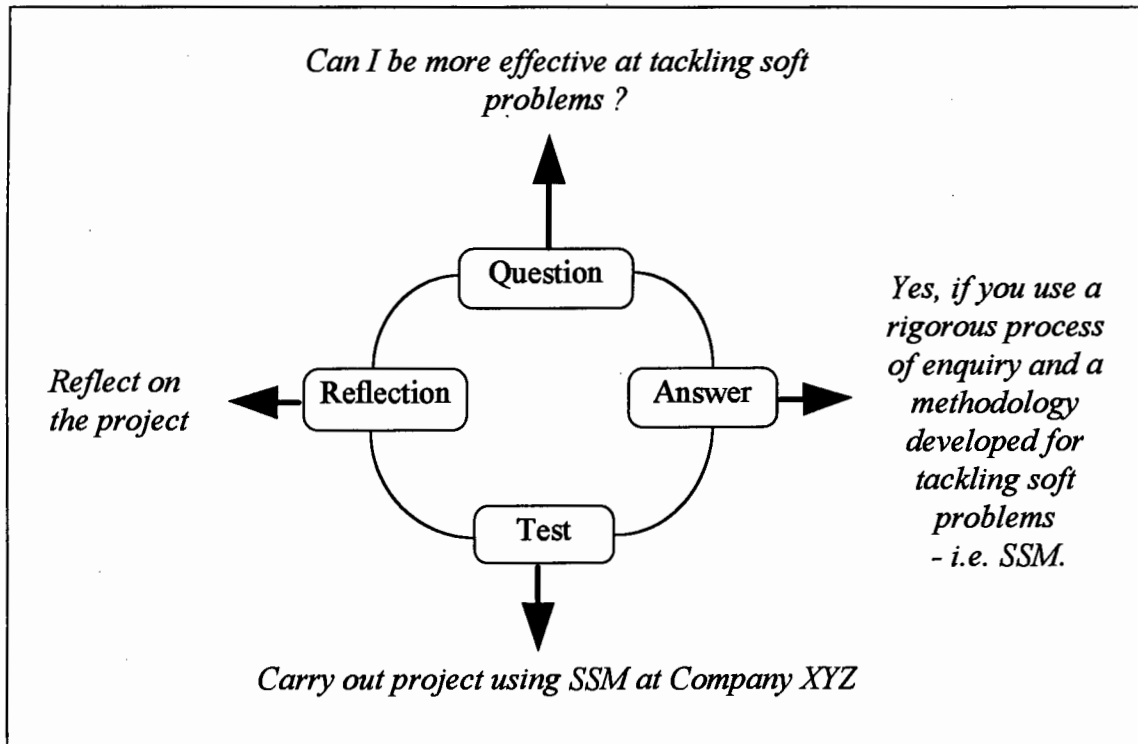 Can I be more effective at tackling soft
problems ?
Question
Yes, if you use a
rigorous process
of enquiry and a
methodology
developed for
tackling soft
problems
- i.e. SSM.
Answer
Reflect on
the project
Reflection
Test
Carry out project using SSM at Company XYZ